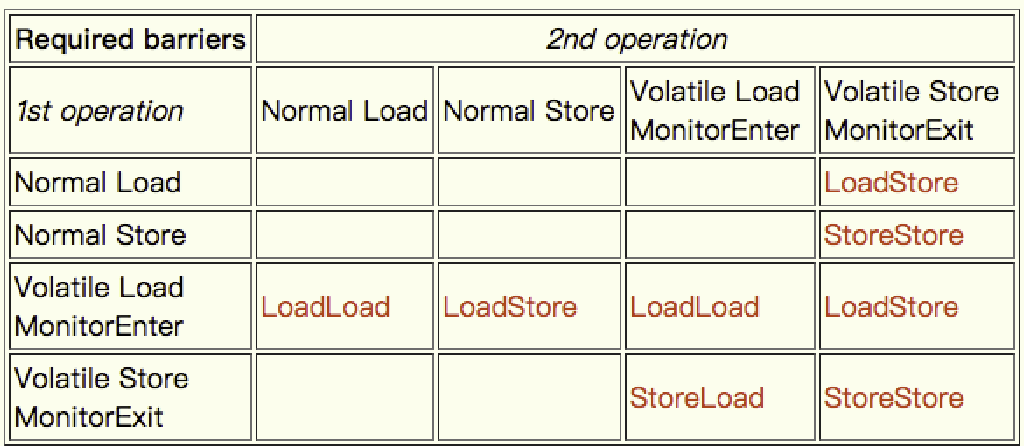 Required barriers 2nd operation
1st operation Normal Load Normal Store Volatile Load MonitorEnter Volatile Store MonitorExit
Normal Load LoadStore
Normal Store StoreStore
Volatile Load MonitorEnter LoadLoad LoadStore LoadLoad LoadStore
Volatile Store MonitorExit StoreLoad StoreStore